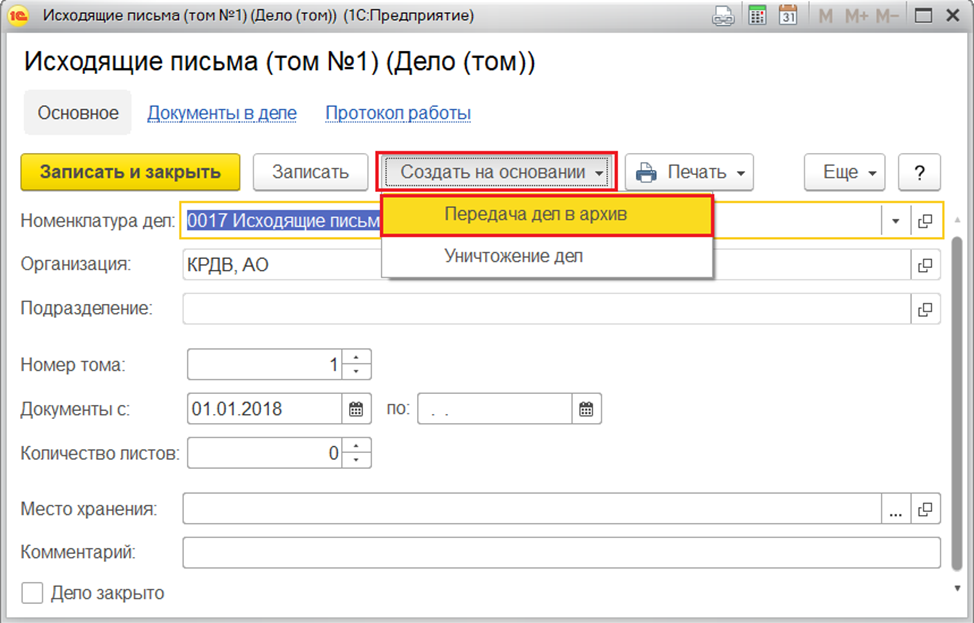 Исходящие письма (том №1) (Дело (том)) (1С:Предприятие)
31 M M+ M-
Исходящие письма (том №1) (Дело (том))
Основное Документы в деле Протокол работы
Записать и закрыть Записать Создать на основании Печать Еще ?
Передача дел в архив
Уничтожение дел
Номенклатура дел: 0017 Исходящие письм
Организация: КРДВ, АО
Подразделение:
Номер тома: 1
Документы с: 01.01.2018 по: . .
Количество листов: 0
Место хранения: ...
Комментарий:
Дело закрыто